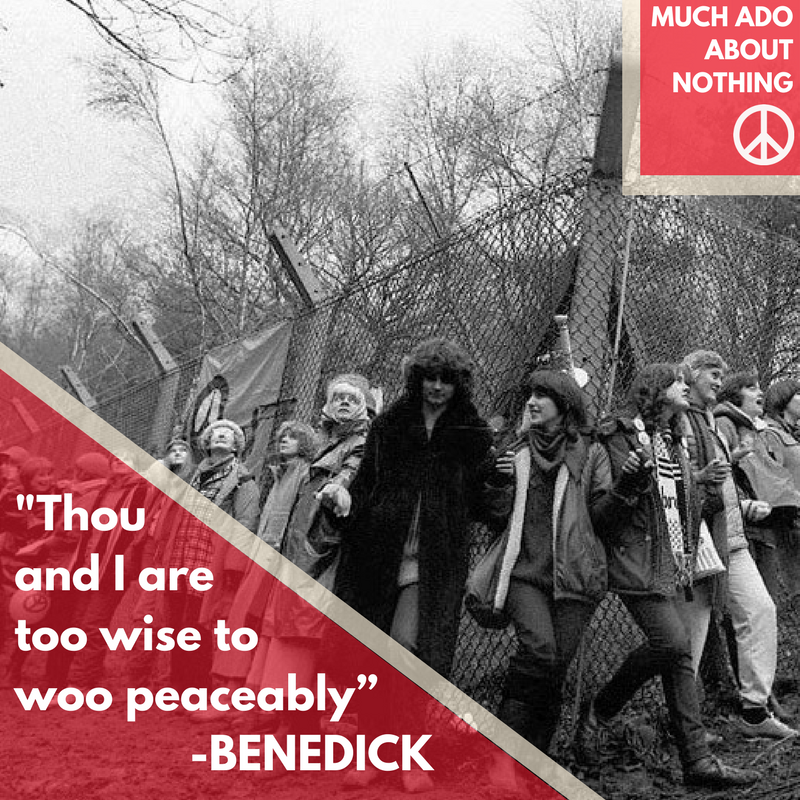 MUCH ADO
ABOUT
NOTHING
"Thou
and I are
too wise to
woo peaceably”
-BENEDICK